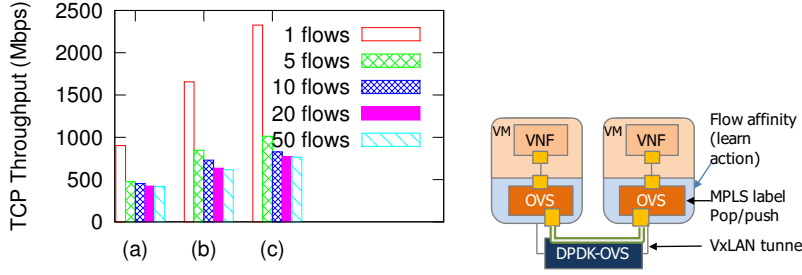 TCP Throughput (Mbps)
2500
2000
1500
1000
500
0
1 flows
5 flows
10 flows
20 flows
50 flows
(a)
(b)
(c)
VM
VNF
OVS
VM
VNF
OVS
DPDK-OVS
Flow affinity
(learn
action)
MPLS label
Pop/push
VxLAN tunne